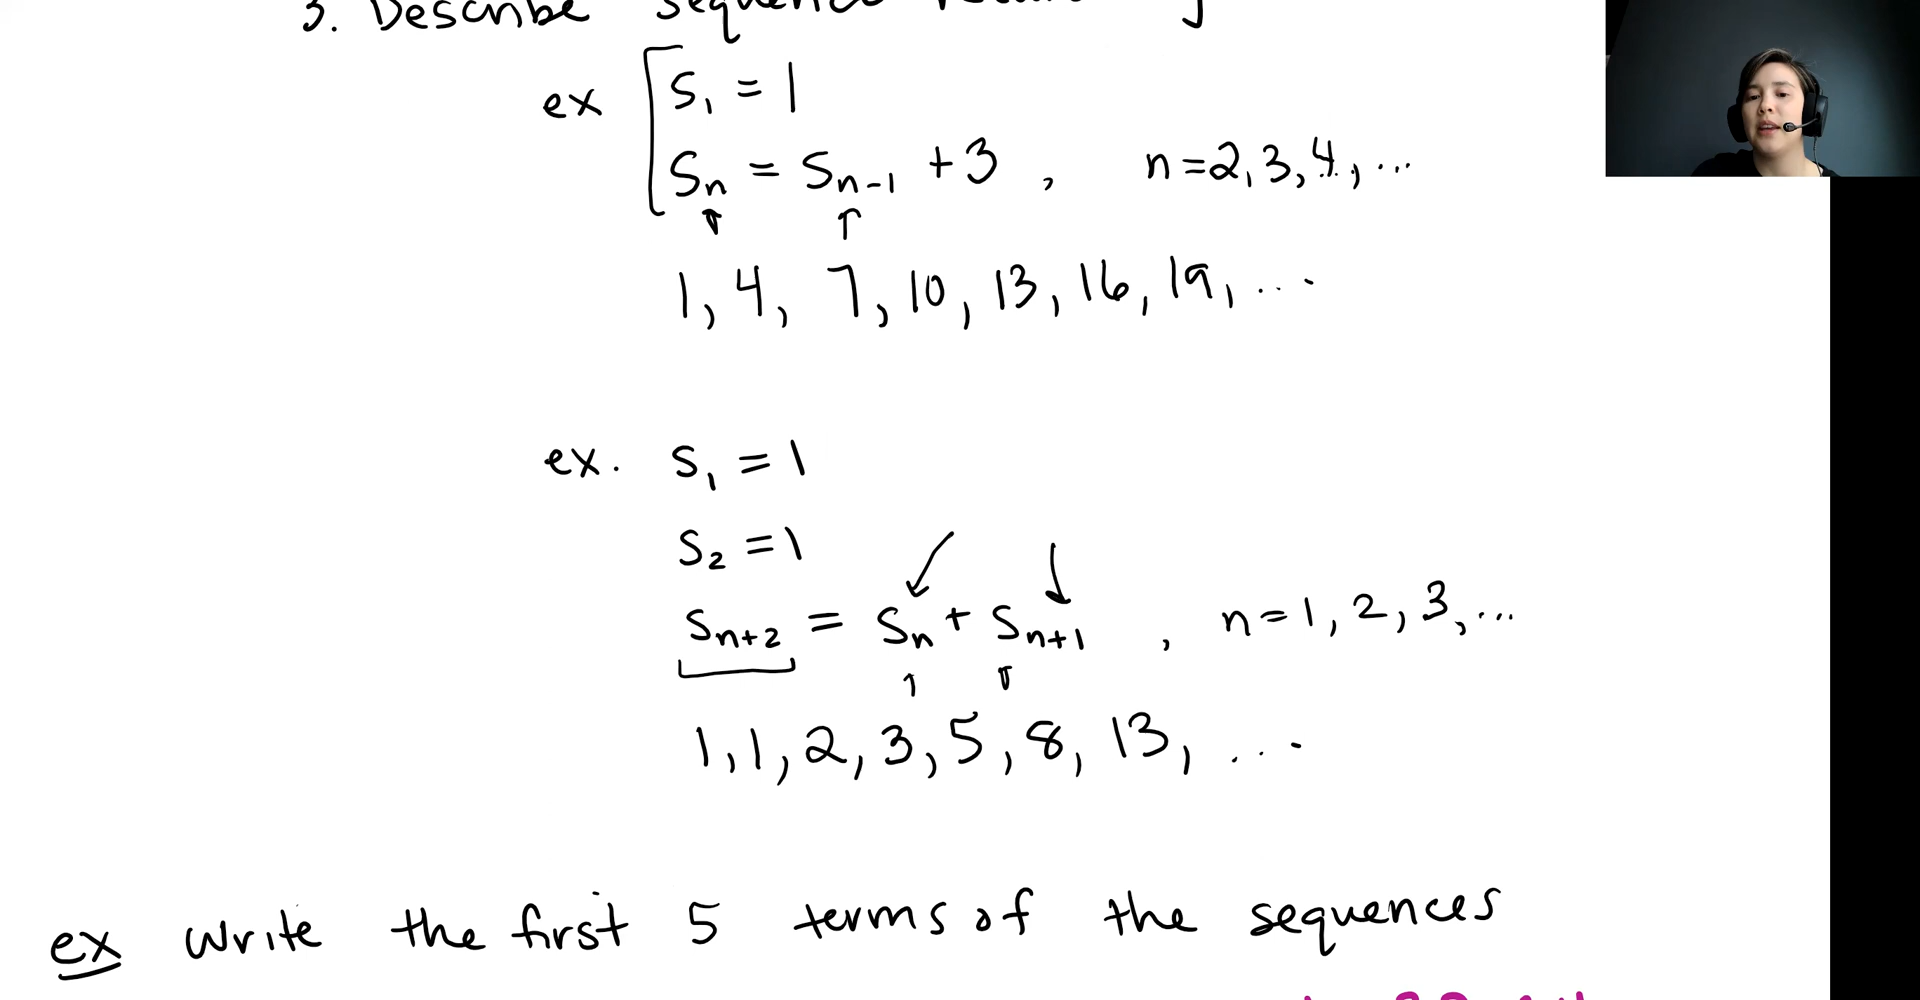 3. Describe sequence
ex S₁ = 1
Sₙ = Sₙ₋₁ + 3 , n = 2, 3, 4, ...
1, 4, 7, 10, 13, 16, 19, ...
ex. S₁ = 1
S₂ = 1
Sₙ₊₂ = Sₙ + Sₙ₊₁ , n = 1, 2, 3, ...
1, 1, 2, 3, 5, 8, 13, ...
ex Write the first 5 terms of the sequences